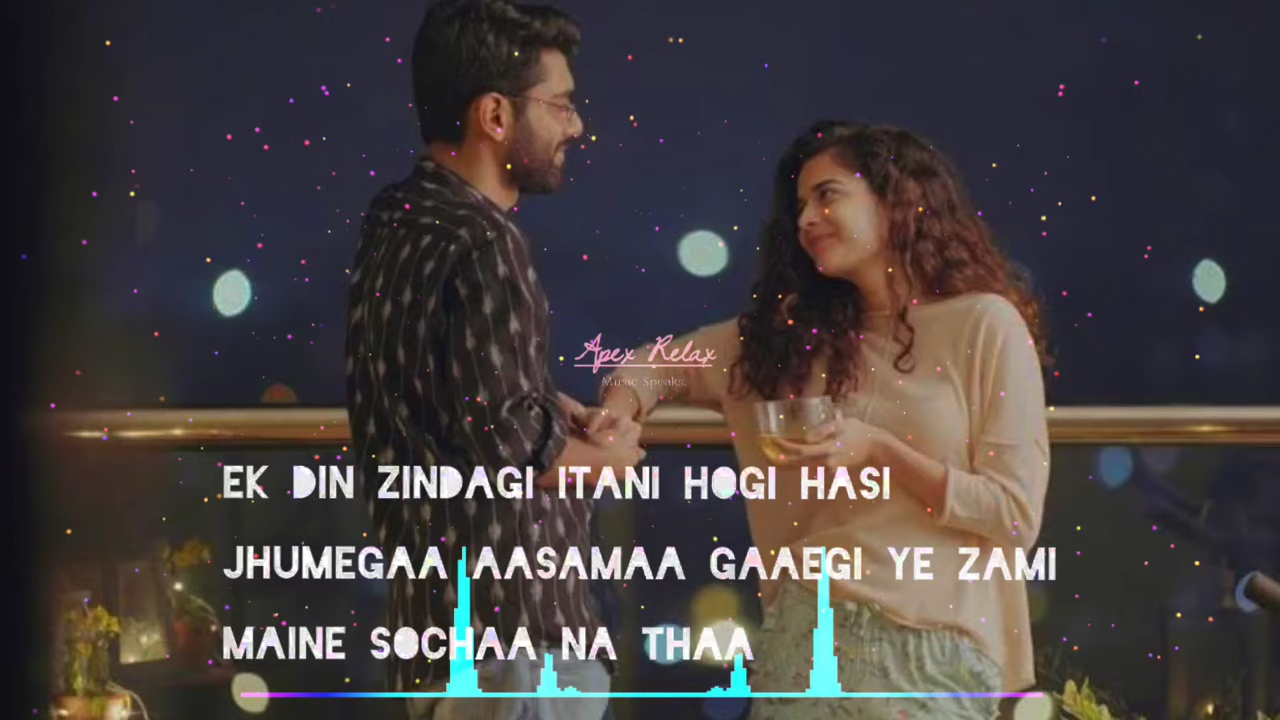 Apex Relax
Music Speaks.
EK DIN ZINDAGI ITANI HOGI HASI
JHUMEGAA AASAMAA GAAEGI YE ZAMI
MAINE SOCHAA NA THAA